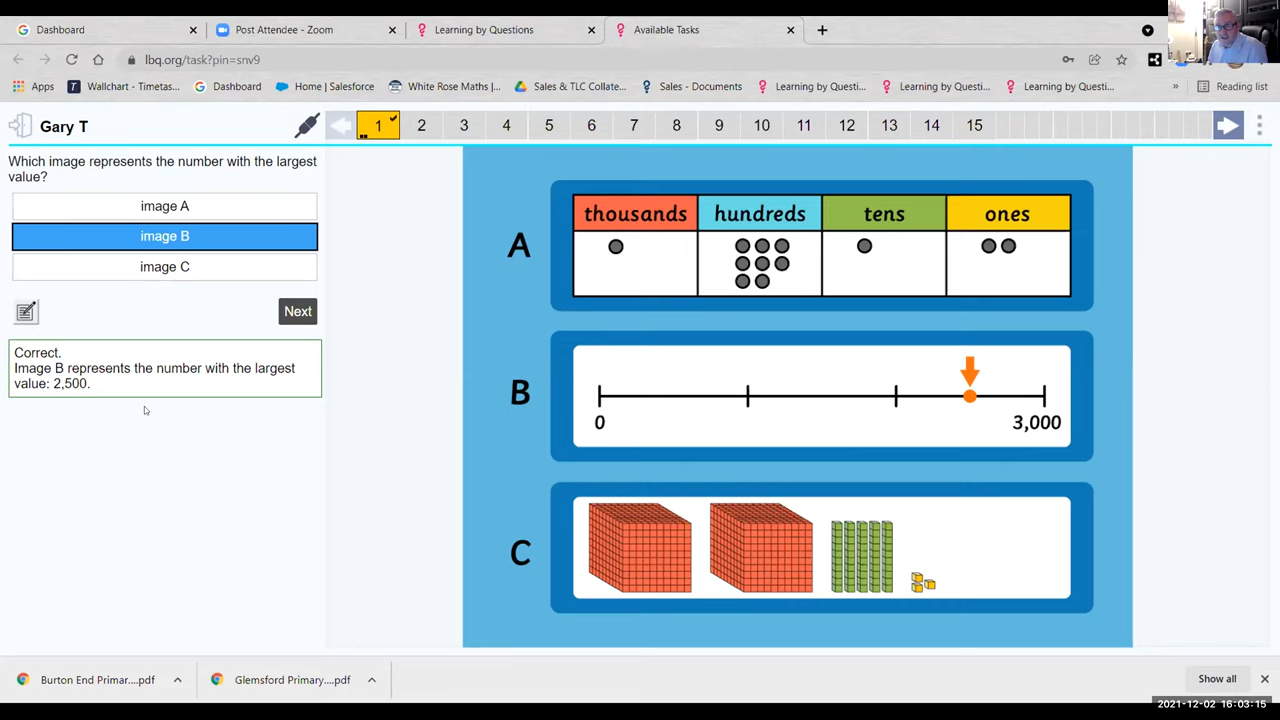 Dashboard
Post Attendee - Zoom
Learning by Questions
Available Tasks
lbq.org/task?pin=snv9
Apps
Wallchart - Timetas...
Dashboard
Home | Salesforce
White Rose Maths |...
Sales & TLC Collate...
Sales - Documents
Learning by Questi...
Learning by Questi...
Learning by Questi...
»
Reading list
Gary T
1 2 3 4 5 6 7 8 9 10 11 12 13 14 15
Which image represents the number with the largest
value?
image A
image B
image C
Next
Correct.
Image B represents the number with the largest
value: 2,500.
A
thousands hundreds tens ones
B
0 3,000
C
Burton End Primar....pdf
Glemsford Primary....pdf
Show all
2021-12-02 16:03:15